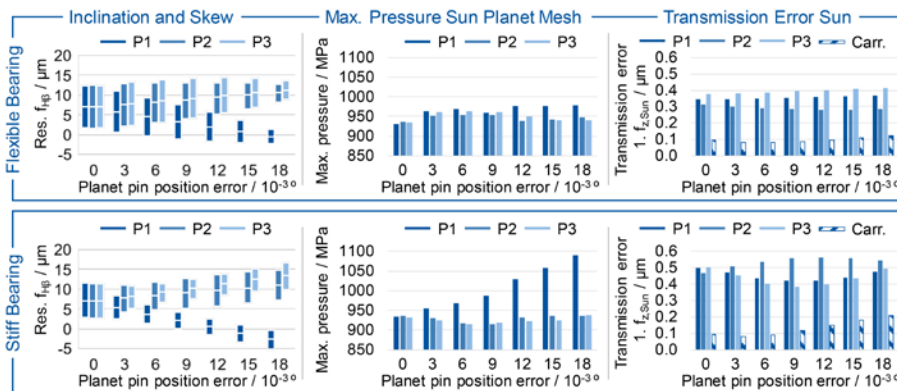 Inclination and Skew
Max. Pressure Sun Planet Mesh
Transmission Error Sun
Flexible Bearing
P1 P2 P3
Res. fHβ / µm
20
15
10
5
0
-5
0 3 6 9 12 15 18
Planet pin position error / 10-3 º
P1 P2 P3
Max. pressure / MPa
1100
1050
1000
950
900
850
0 3 6 9 12 15 18
Planet pin position error / 10-3 º
P1 P2 P3 Carr.
Transmission error
1. fz,Sun / µm
0.6
0.5
0.4
0.3
0.2
0.1
0.0
0 3 6 9 12 15 18
Planet pin position error / 10-3 º
Stiff Bearing
P1 P2 P3
Res. fHβ / µm
20
15
10
5
0
-5
0 3 6 9 12 15 18
Planet pin position error / 10-3 º
P1 P2 P3
Max. pressure / MPa
1100
1050
1000
950
900
850
0 3 6 9 12 15 18
Planet pin position error / 10-3 º
P1 P2 P3 Carr.
Transmission error
1. fz,Sun / µm
0.6
0.5
0.4
0.3
0.2
0.1
0.0
0 3 6 9 12 15 18
Planet pin position error / 10-3 º